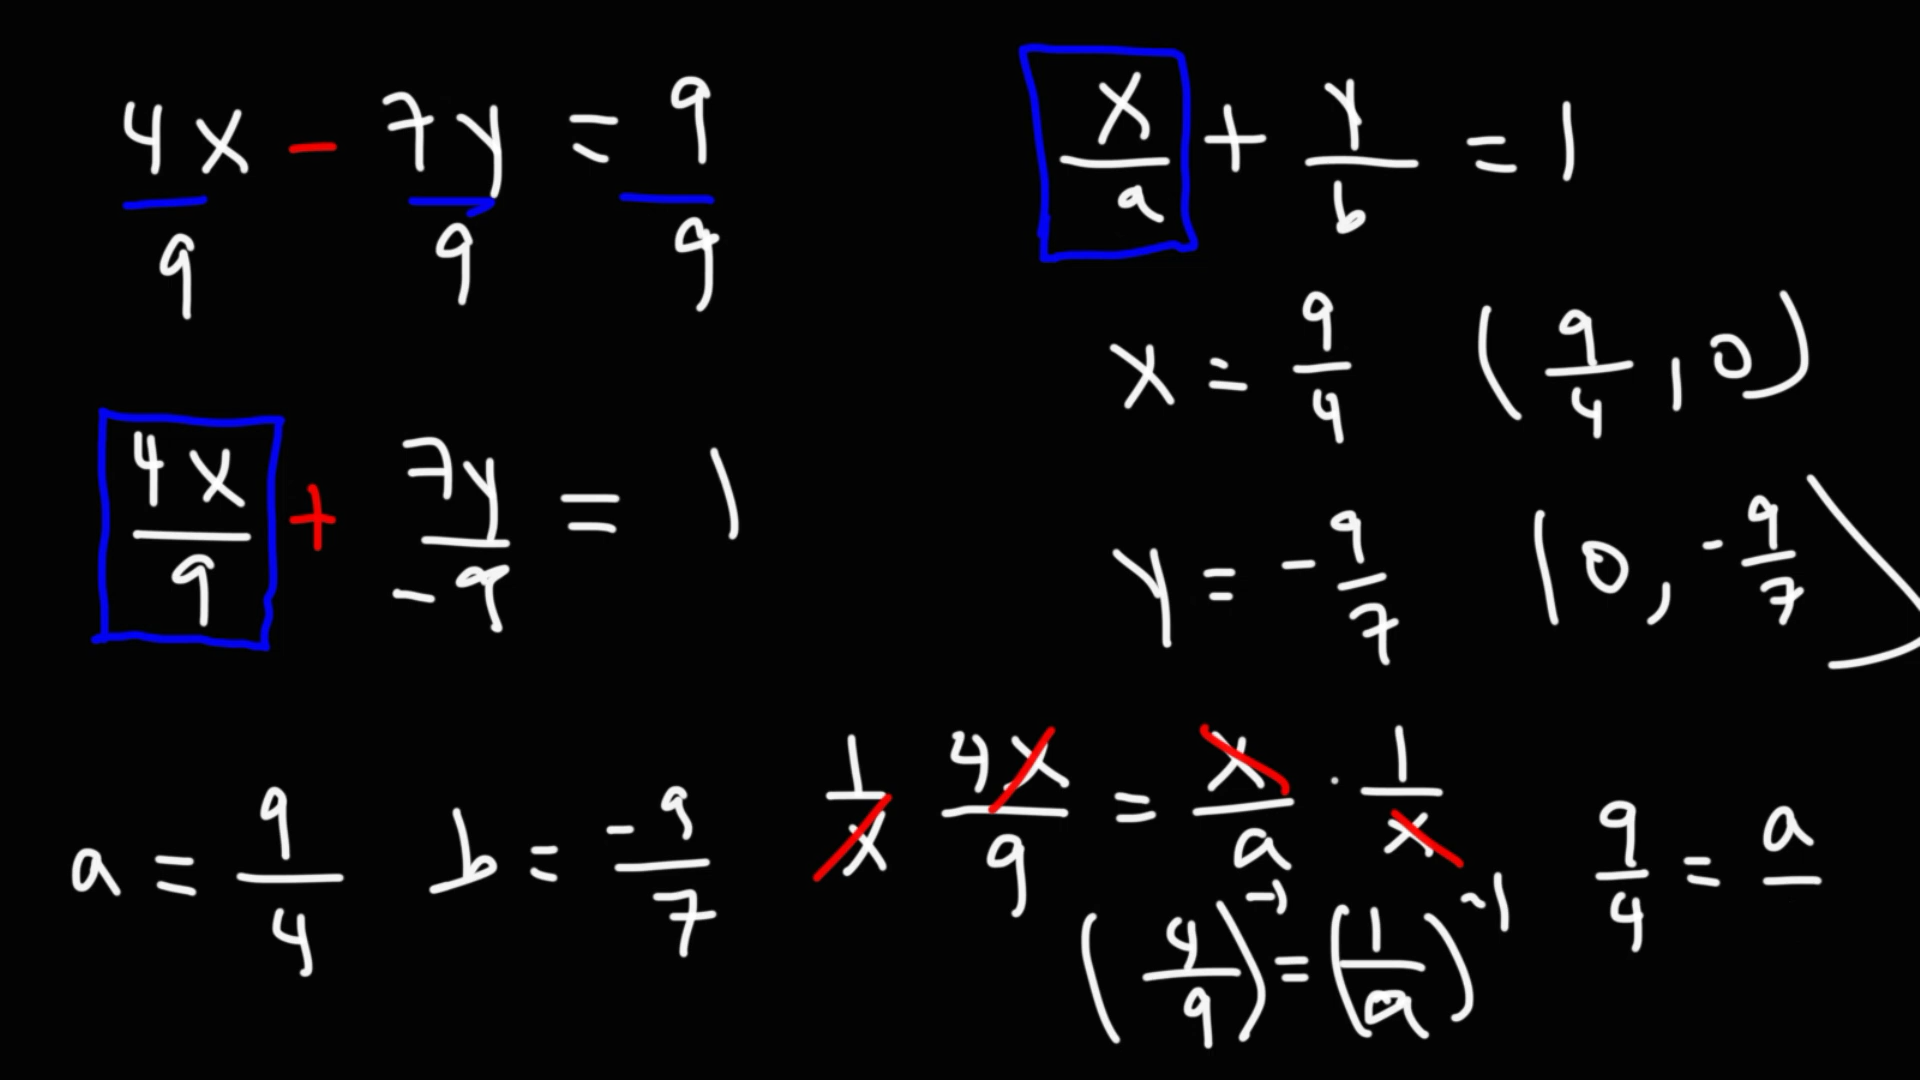 4x - 7y = 9
9 9 9
x/a + y/b = 1
x = 9/4 (9/4, 0)
4x/9 + 7y/-9 = 1
y = -9/7 (0, -9/7)
a = 9/4 b = -9/7
1/x 4x/9 = x/a · 1/x
(4/9)^-1 = (1/a)^-1
9/4 = a